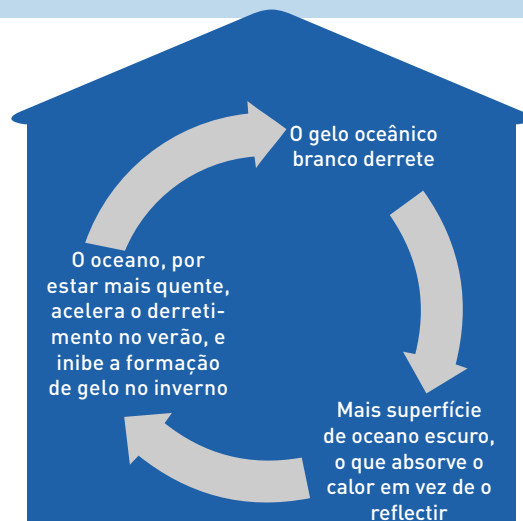 O gelo oceânico
branco derrete
Mais superfície
de oceano escuro,
o que absorve o
calor em vez de o
reflectir
O oceano, por
estar mais quente,
acelera o derreti-
mento no verão, e
inibe a formação
de gelo no inverno